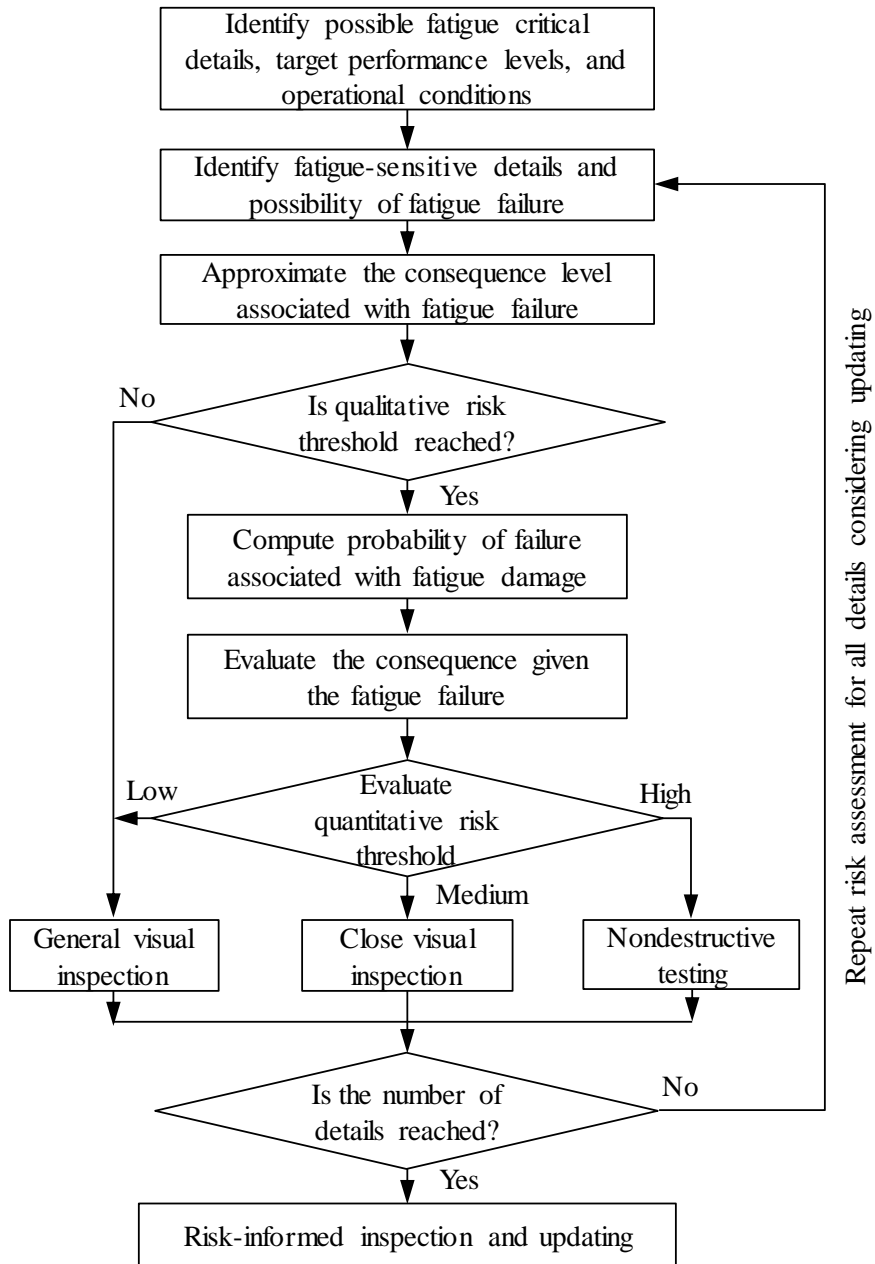 Identify possible fatigue critical
details, target performance levels, and
operational conditions
Identify fatigue-sensitive details and
possibility of fatigue failure
Approximate the consequence level
associated with fatigue failure
No
Is qualitative risk
threshold reached?
Yes
Compute probability of failure
associated with fatigue damage
Evaluate the consequence given
the fatigue failure
Low
Evaluate
quantitative risk
threshold
High
Medium
General visual
inspection
Close visual
inspection
Nondestructive
testing
Is the number of
details reached?
No
Yes
Risk-informed inspection and updating
Repeat risk assessment for all details considering updating